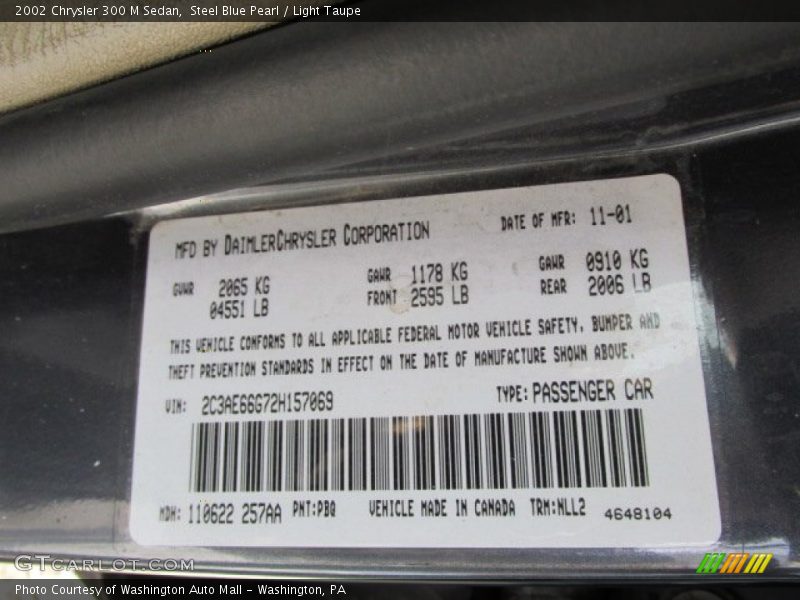 2002 Chrysler 300 M Sedan, Steel Blue Pearl / Light Taupe
MFD BY DAIMLERCHRYSLER CORPORATION DATE OF MFR: 11-01
GVWR 2065 KG GAWR 1178 KG GAWR 0910 KG
04551 LB FRONT 2595 LB REAR 2006 LB
THIS VEHICLE CONFORMS TO ALL APPLICABLE FEDERAL MOTOR VEHICLE SAFETY, BUMPER AND
THEFT PREVENTION STANDARDS IN EFFECT ON THE DATE OF MANUFACTURE SHOWN ABOVE.
VIN: 2C3AE66G72H157069 TYPE: PASSENGER CAR
MDH: 110622 257AA PNT:PBQ VEHICLE MADE IN CANADA TRM:NLL2 4648104
GTCARLOT.COM
Photo Courtesy of Washington Auto Mall - Washington, PA